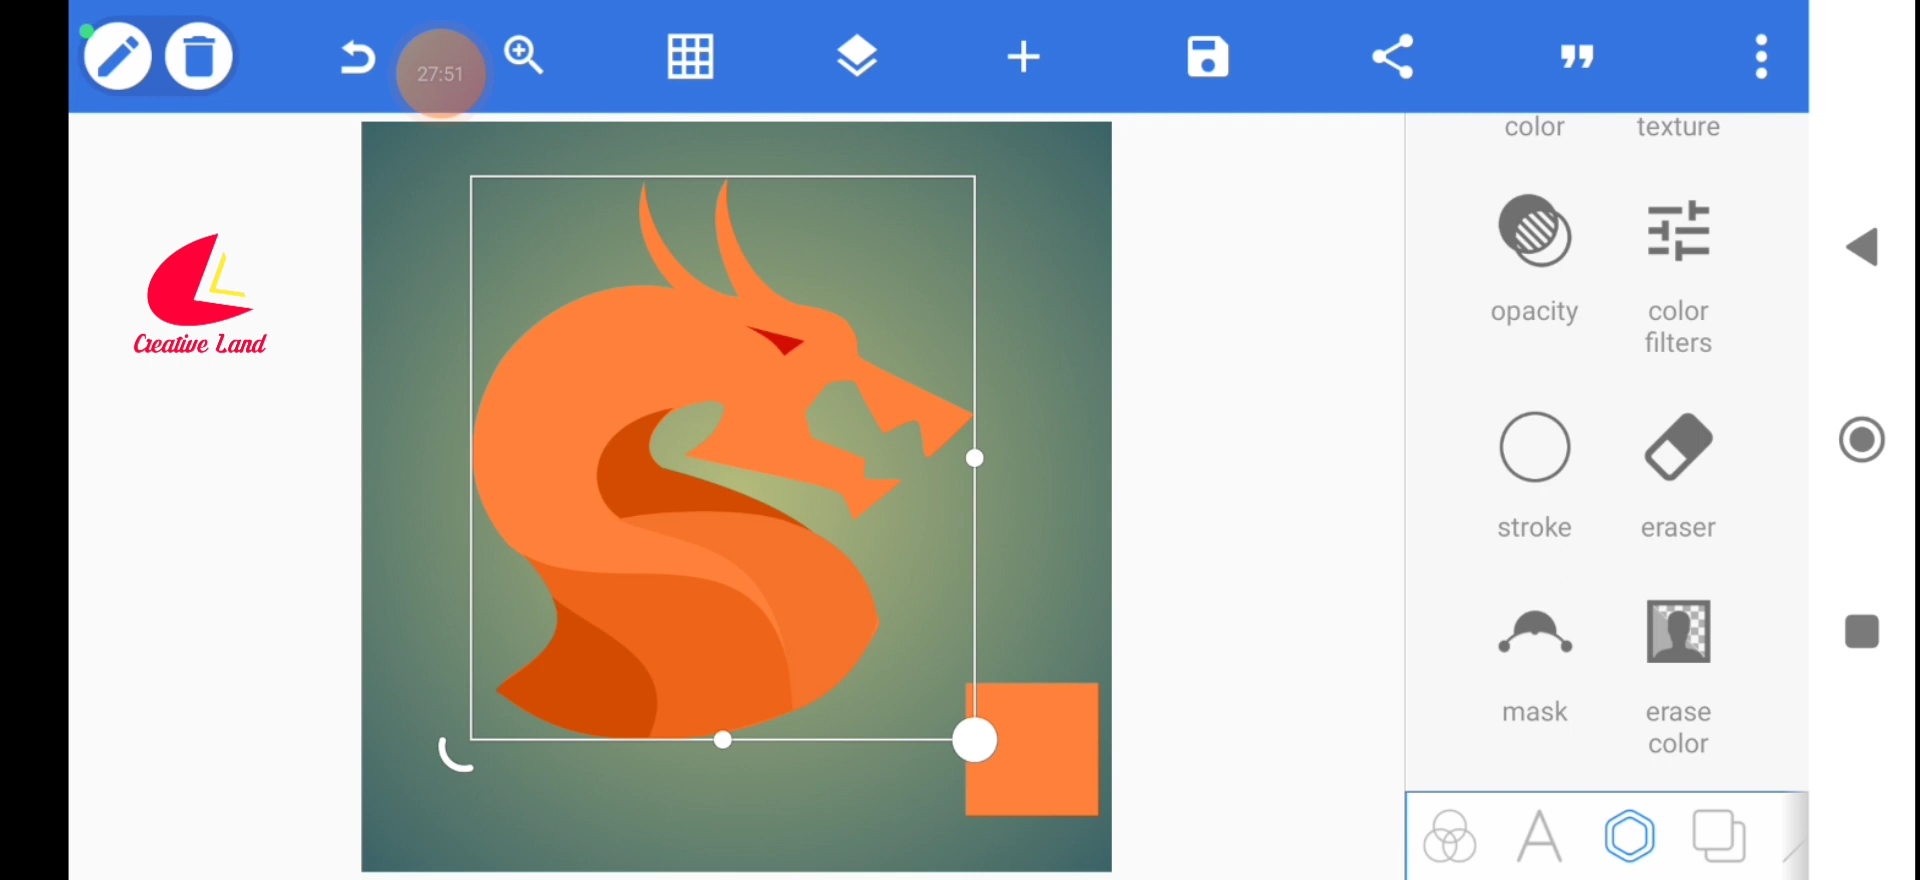 27:51
color texture
Creative Land
opacity color
filters
stroke eraser
mask erase
color